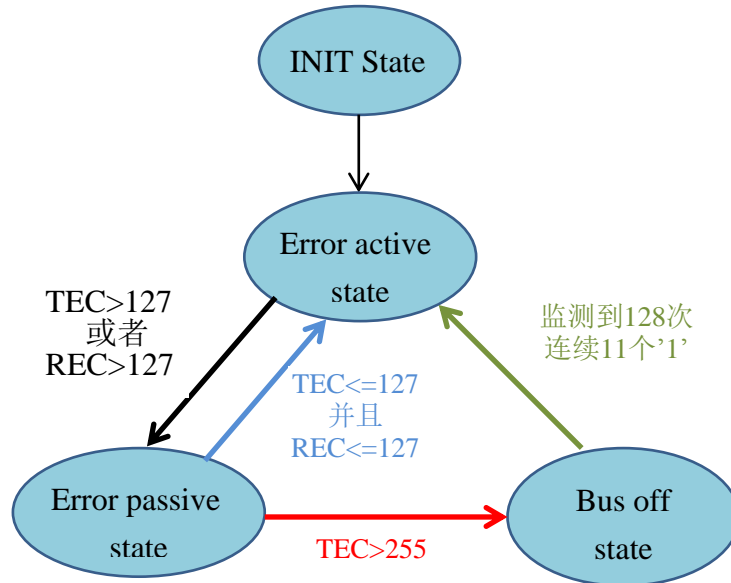 INIT State
Error active
state
TEC>127
或者
REC>127
TEC<=127
并且
REC<=127
监测到128次
连续11个’1’
Error passive
state
TEC>255
Bus off
state